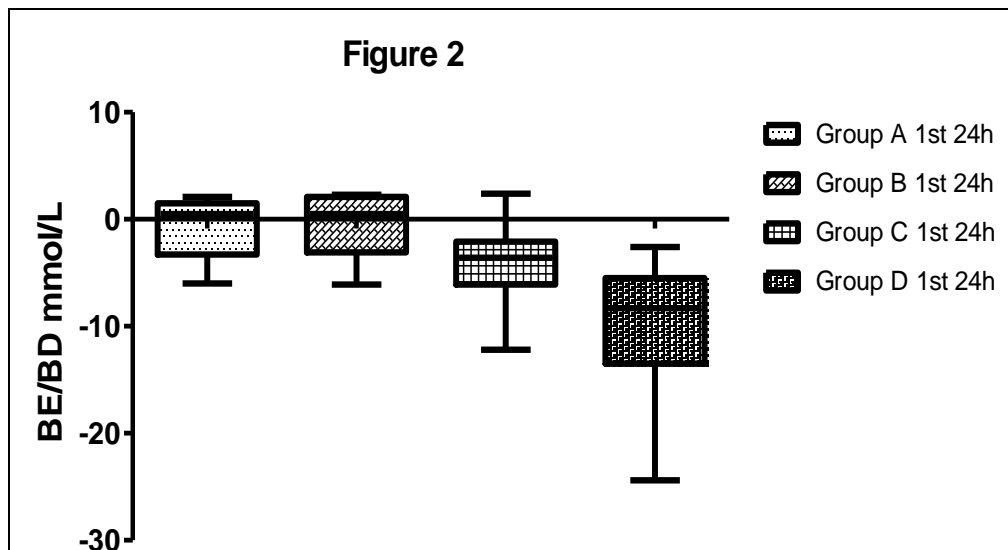 Figure 2
10
0
-10
-20
-30
BE/BD mmol/L
Group A 1st 24h
Group B 1st 24h
Group C 1st 24h
Group D 1st 24h